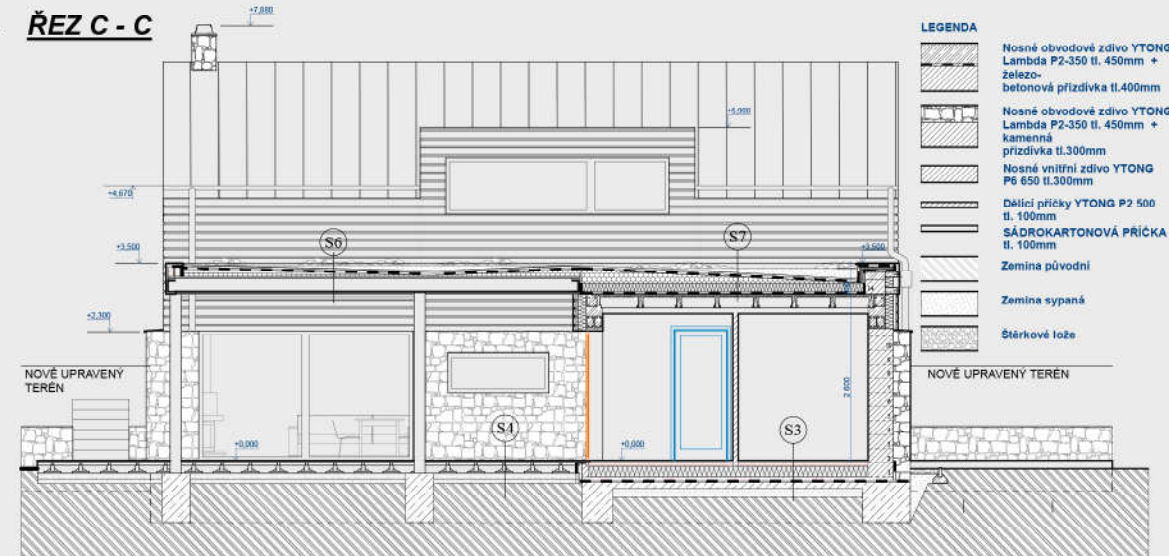 ŘEZ C - C
+7,880
+5,000
+4,670
+3,500
S6
S7
+3,500
+2,300
NOVĚ UPRAVENÝ
TERÉN
NOVĚ UPRAVENÝ TERÉN
2 600
+0,000
S4
+0,000
S3
LEGENDA
Nosné obvodové zdivo YTONG
Lambda P2-350 tl. 450mm +
železo-
betonová přizdívka tl.400mm
Nosné obvodové zdivo YTONG
Lambda P2-350 tl. 450mm +
kamenná
přizdívka tl.300mm
Nosné vnitřní zdivo YTONG
P6 650 tl.300mm
Dělicí příčky YTONG P2 500
tl. 100mm
SÁDROKARTONOVÁ PŘÍČKA
tl. 100mm
Zemina původní
Zemina sypaná
Štěrkové lože